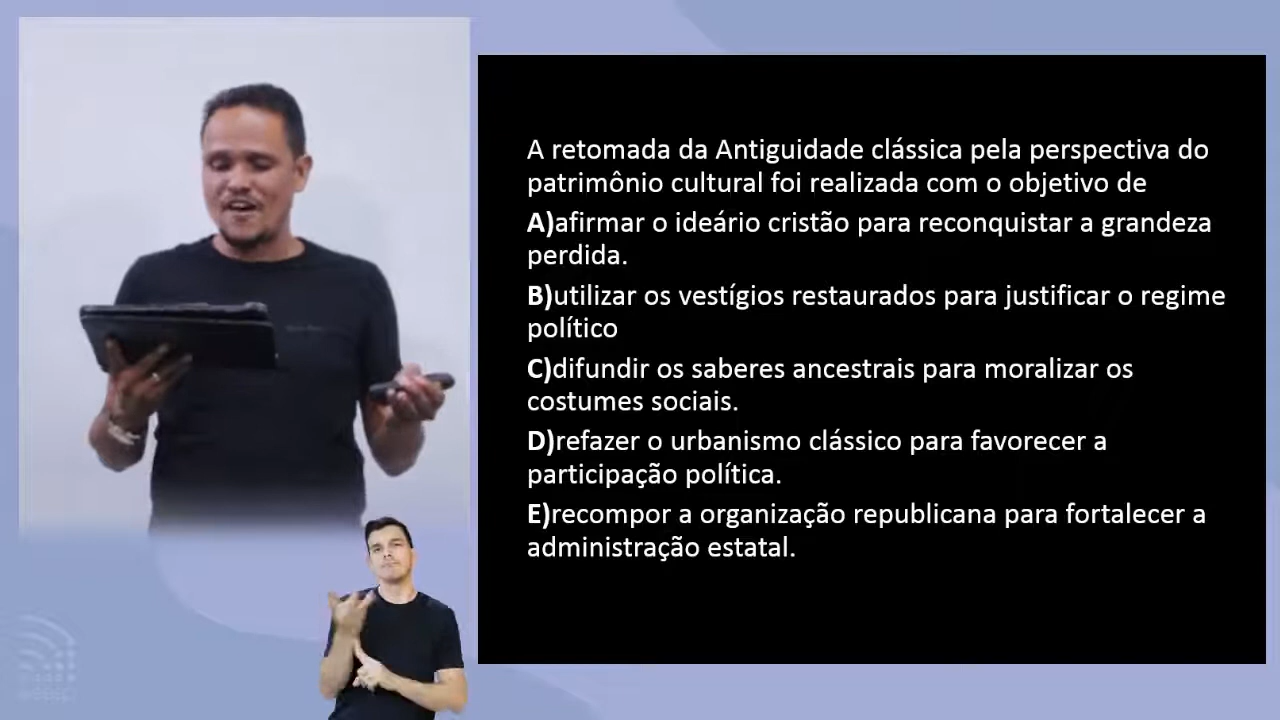 A retomada da Antiguidade clássica pela perspectiva do
patrimônio cultural foi realizada com o objetivo de
A)afirmar o ideário cristão para reconquistar a grandeza
perdida.
B)utilizar os vestígios restaurados para justificar o regime
político
C)difundir os saberes ancestrais para moralizar os
costumes sociais.
D)refazer o urbanismo clássico para favorecer a
participação política.
E)recompor a organização republicana para fortalecer a
administração estatal.